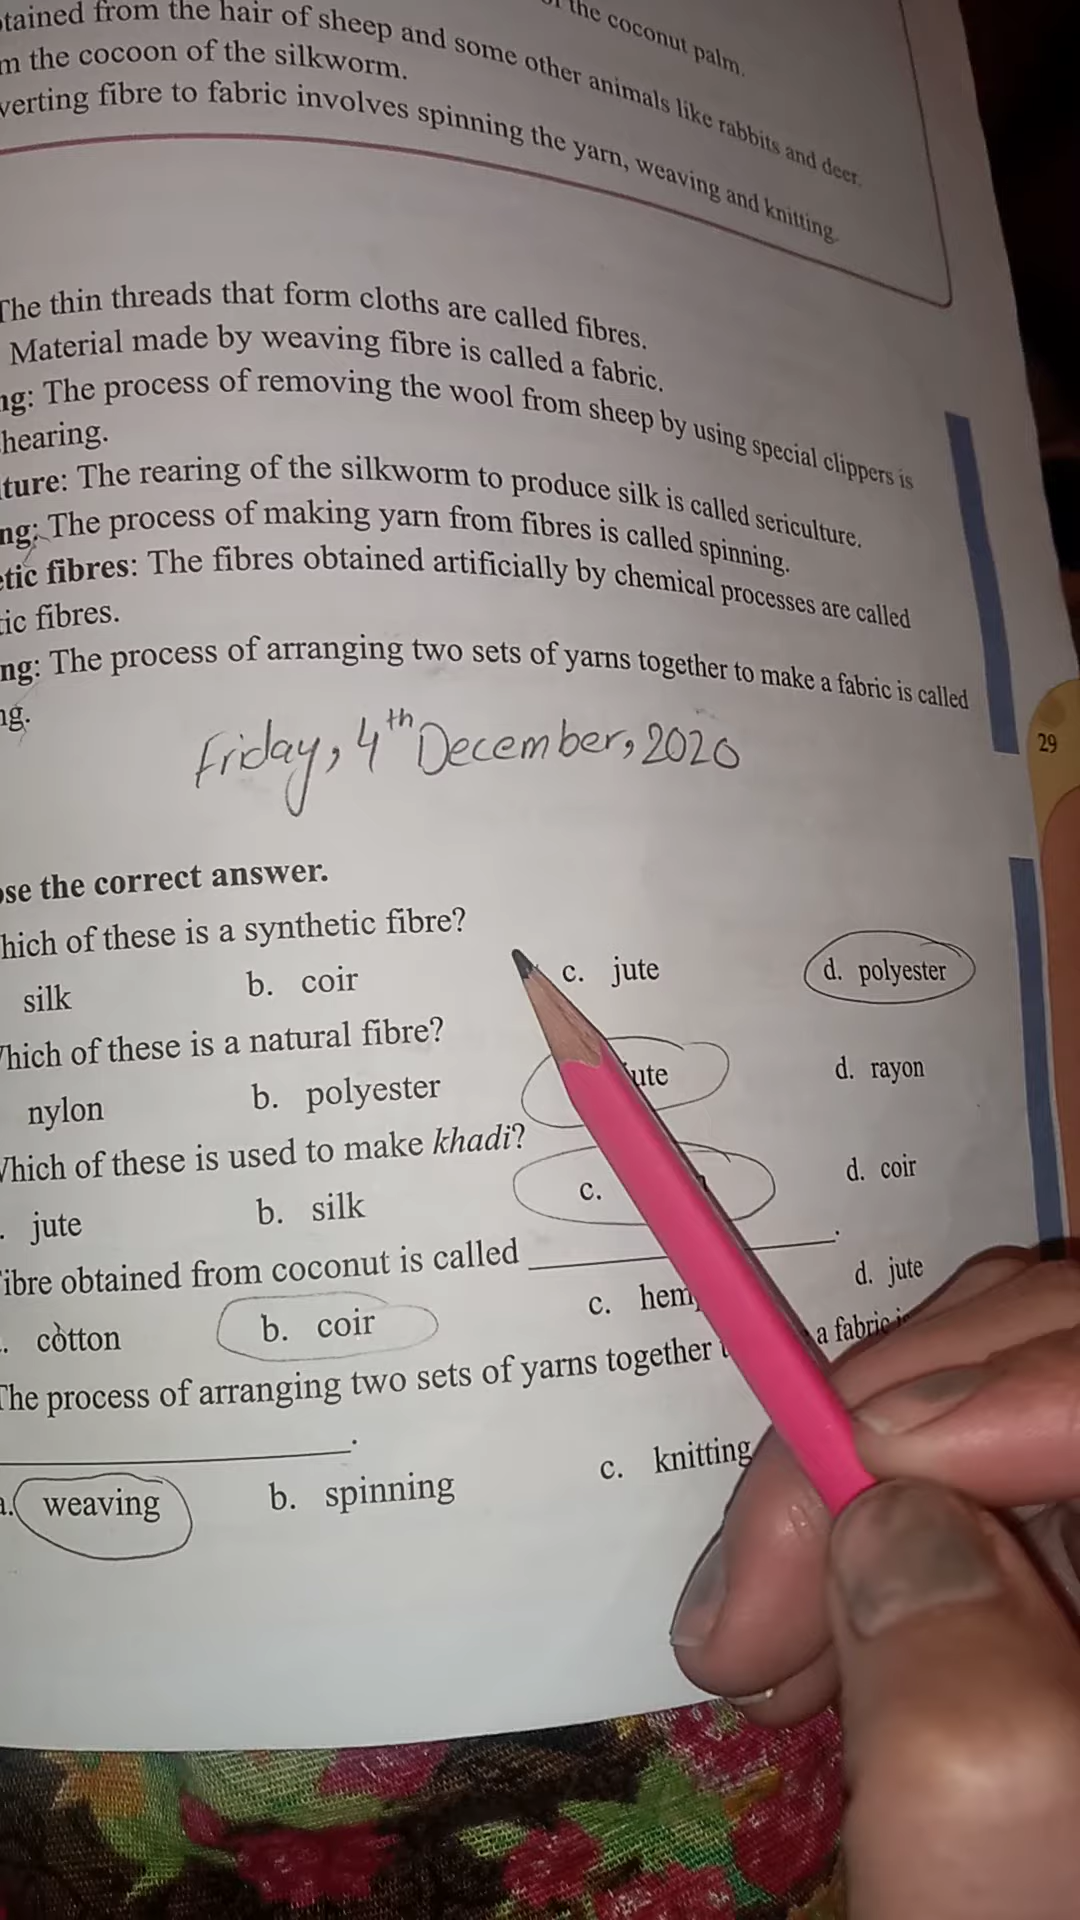 the coconut palm.
tained from the hair of sheep and some other animals like rabbits and deer.
m the cocoon of the silkworm.
verting fibre to fabric involves spinning the yarn, weaving and knitting.
The thin threads that form cloths are called fibres.
Material made by weaving fibre is called a fabric.
ng: The process of removing the wool from sheep by using special clippers is
hearing.
ture: The rearing of the silkworm to produce silk is called sericulture.
ng: The process of making yarn from fibres is called spinning.
etic fibres: The fibres obtained artificially by chemical processes are called
tic fibres.
ng: The process of arranging two sets of yarns together to make a fabric is called
ng.
Friday, 4th December, 2020
29
ose the correct answer.
hich of these is a synthetic fibre?
silk b. coir c. jute d. polyester
Which of these is a natural fibre?
nylon b. polyester ute d. rayon
Which of these is used to make khadi?
. jute b. silk c. d. coir
ibre obtained from coconut is called ______.
. cotton b. coir c. hem d. jute
The process of arranging two sets of yarns together a fabric is
______.
a. weaving b. spinning c. knitting